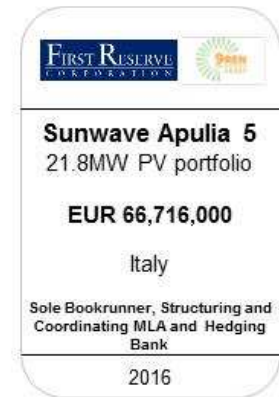 FIRST RESERVE
CORPORATION
9REN
Sunwave Apulia 5
21.8MW PV portfolio
EUR 66,716,000
Italy
Sole Bookrunner, Structuring and
Coordinating MLA and Hedging
Bank
2016